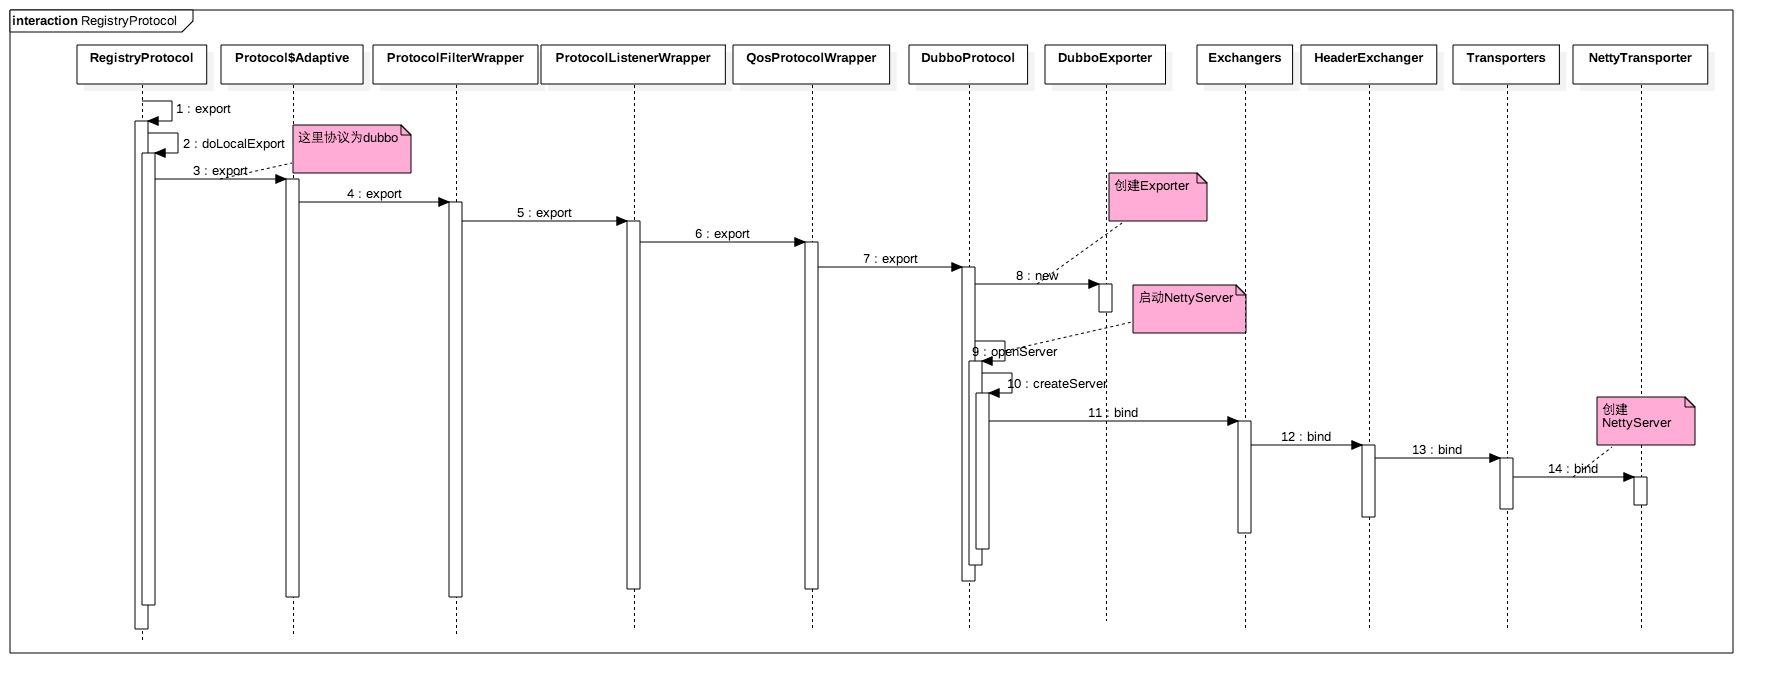 interaction RegistryProtocol
RegistryProtocol
Protocol$Adaptive
ProtocolFilterWrapper
ProtocolListenerWrapper
QosProtocolWrapper
DubboProtocol
DubboExporter
Exchangers
HeaderExchanger
Transporters
NettyTransporter
1 : export
2 : doLocalExport
这里协议为dubbo
3 : export
4 : export
5 : export
6 : export
7 : export
创建Exporter
8 : new
启动NettyServer
9 : openServer
10 : createServer
11 : bind
12 : bind
13 : bind
创建
NettyServer
14 : bind